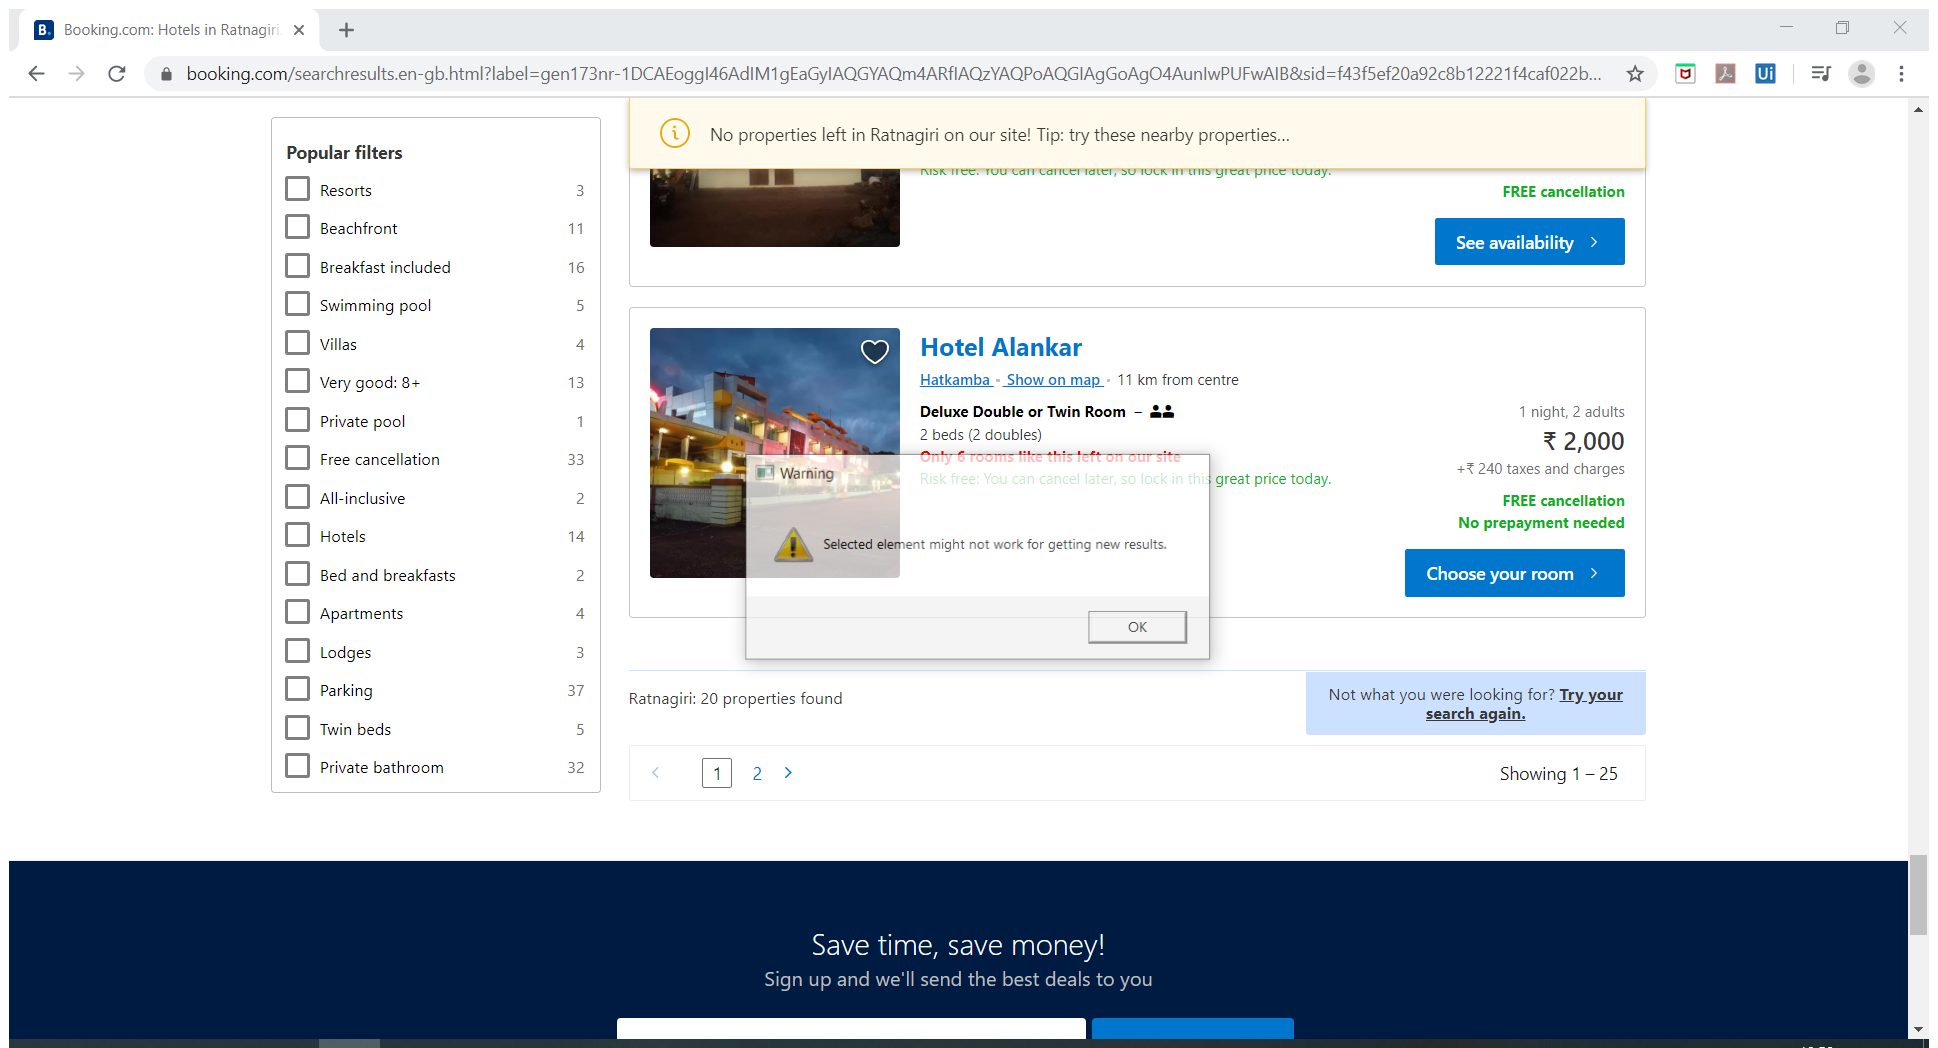 B. Booking.com: Hotels in Ratnagiri.
booking.com/searchresults.en-gb.html?label=gen173nr-1DCAEoggI46AdIM1gEaGyIAQGYAQm4ARfIAQzYAQPoAQGIAgGoAgO4AunIwPUFwAIB&sid=f43f5ef20a92c8b12221f4caf022b...
Ui
No properties left in Ratnagiri on our site! Tip: try these nearby properties...
Popular filters
Resorts 3
Beachfront 11
Breakfast included 16
Swimming pool 5
Villas 4
Very good: 8+ 13
Private pool 1
Free cancellation 33
All-inclusive 2
Hotels 14
Bed and breakfasts 2
Apartments 4
Lodges 3
Parking 37
Twin beds 5
Private bathroom 32
Risk free: You can cancel later, so lock in this great price today.
FREE cancellation
See availability
Hotel Alankar
Hatkamba Show on map 11 km from centre
Deluxe Double or Twin Room –
2 beds (2 doubles)
Only 6 rooms like this left on our site
Risk free: You can cancel later, so lock in this great price today.
1 night, 2 adults
₹ 2,000
+₹ 240 taxes and charges
FREE cancellation
No prepayment needed
Choose your room
Warning
Selected element might not work for getting new results.
OK
Ratnagiri: 20 properties found
Not what you were looking for? Try your
search again.
1 2
Showing 1 – 25
Save time, save money!
Sign up and we'll send the best deals to you